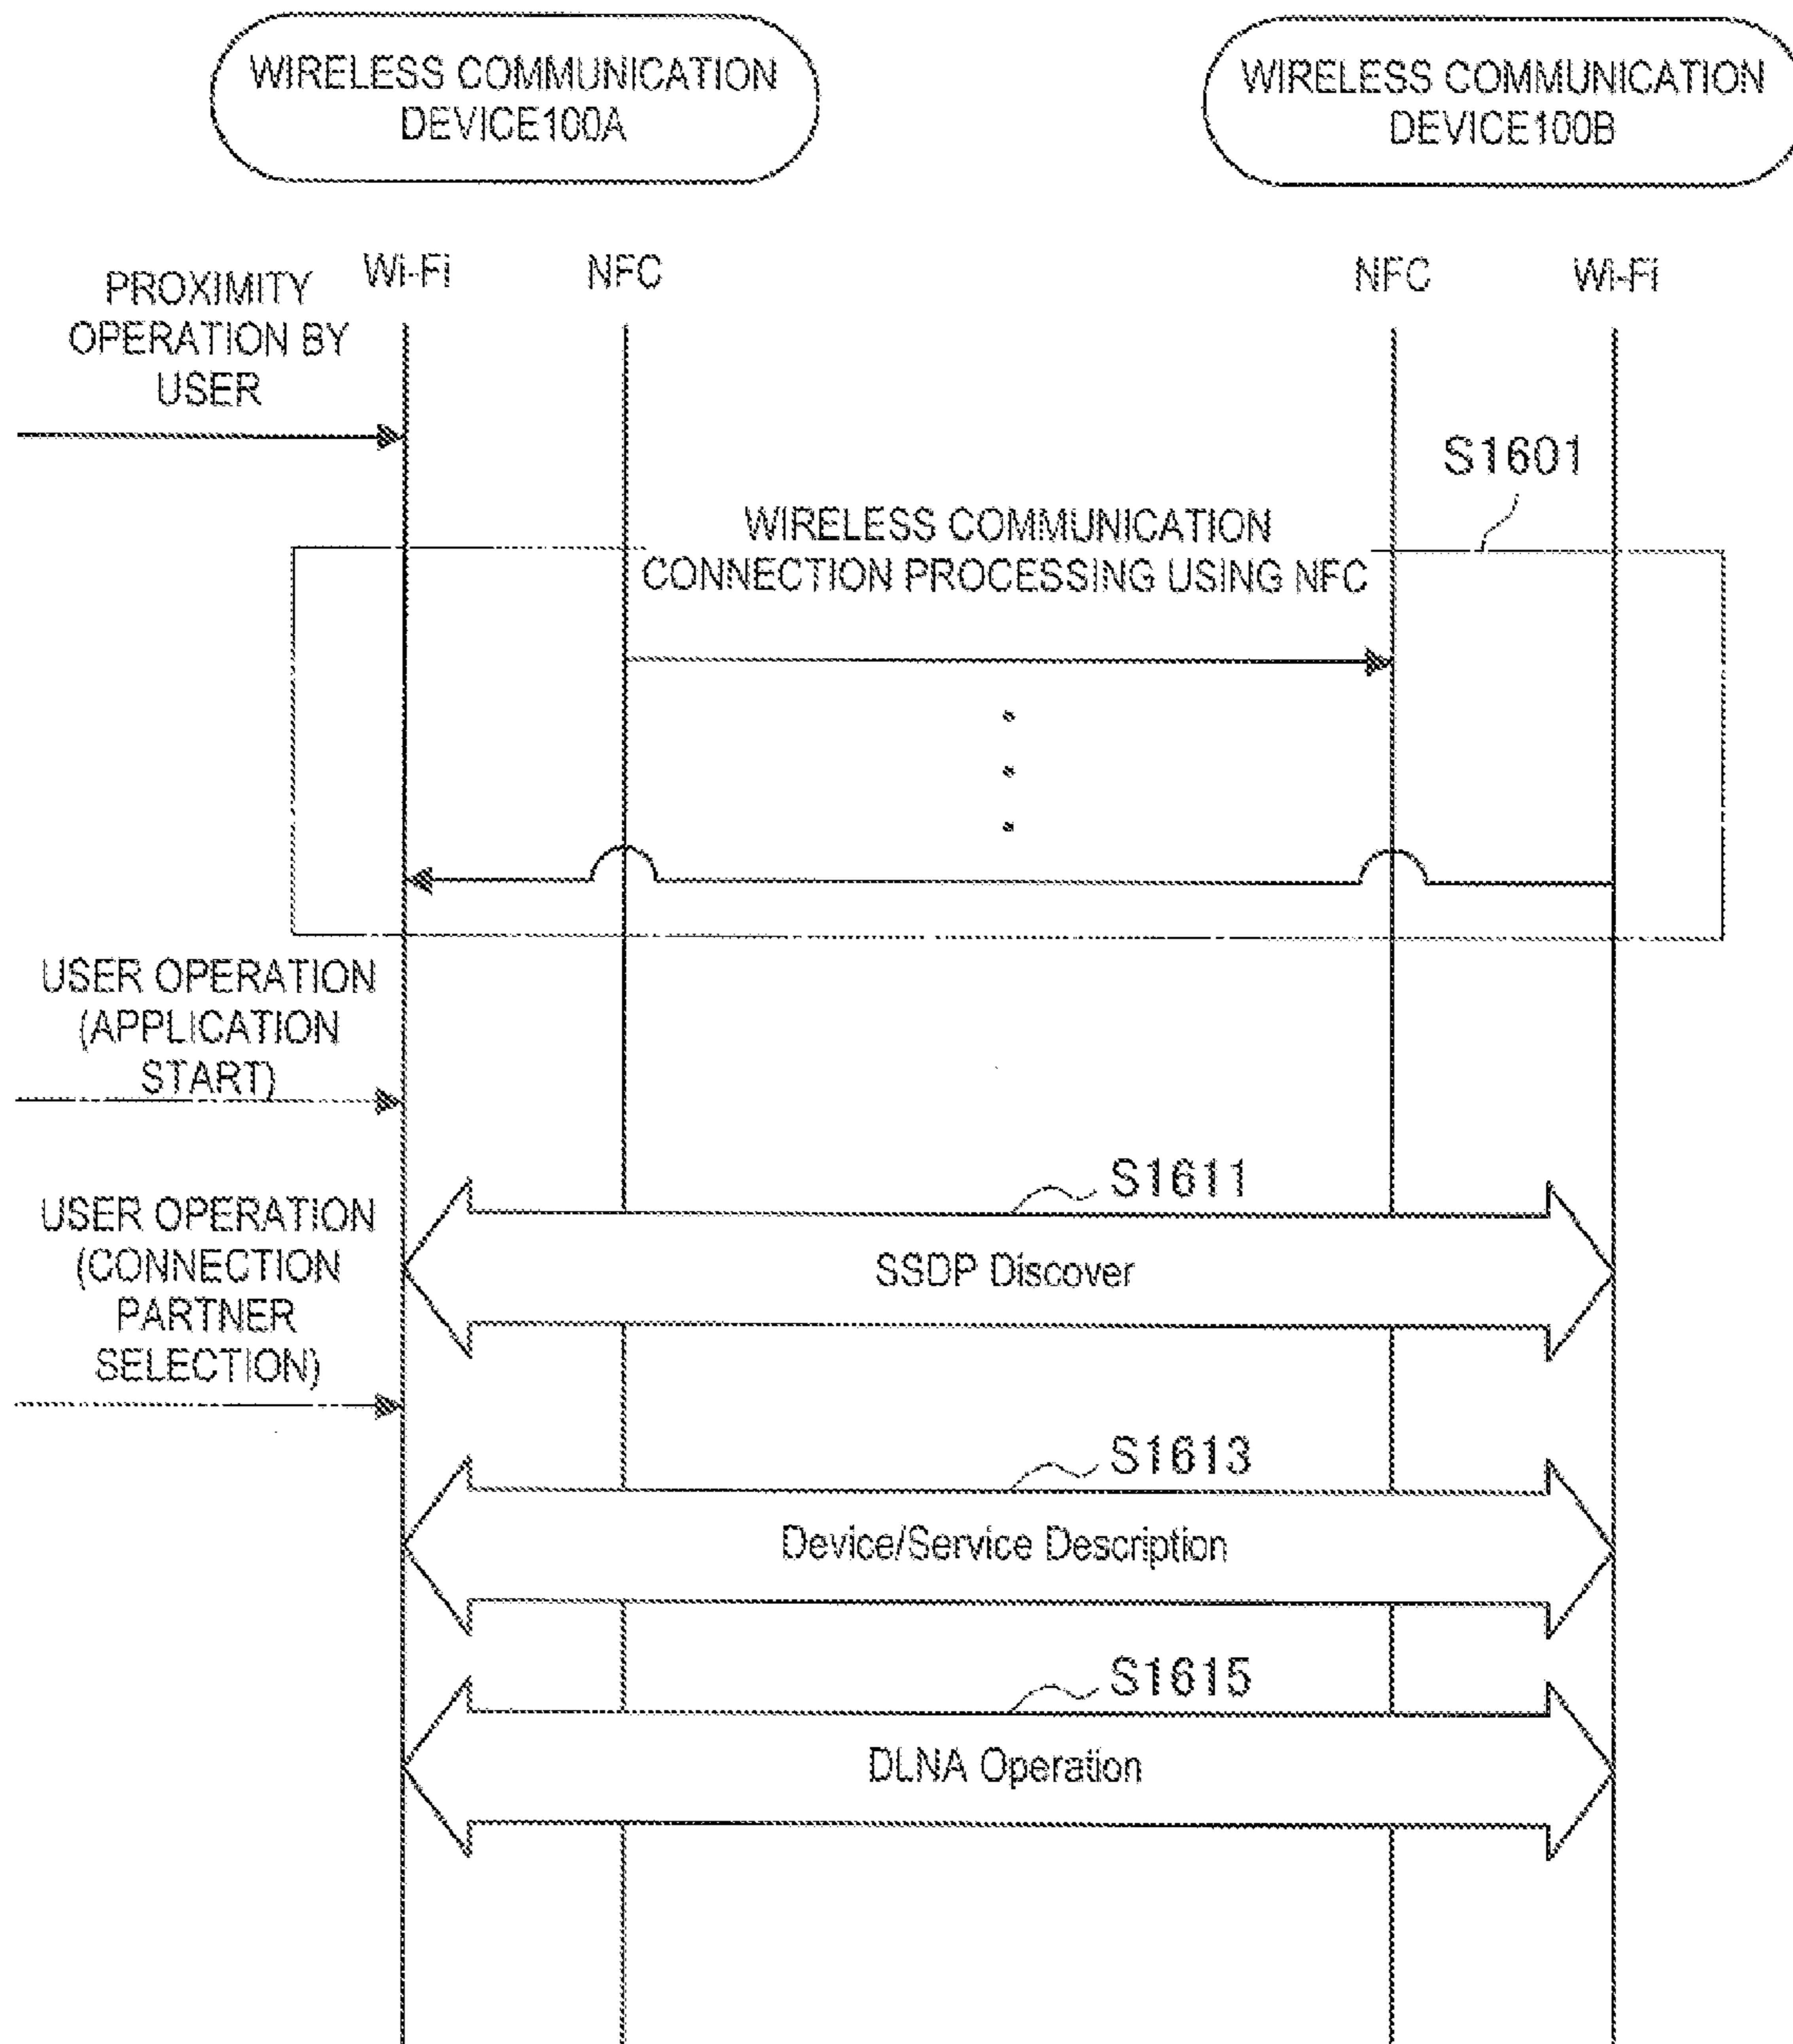 WIRELESS COMMUNICATION
DEVICE100A
WIRELESS COMMUNICATION
DEVICE100B
Wi-Fi
NFC
NFC
Wi-Fi
PROXIMITY
OPERATION BY
USER
S1601
WIRELESS COMMUNICATION
CONNECTION PROCESSING USING NFC
USER OPERATION
(APPLICATION
START)
S1611
SSDP Discover
USER OPERATION
(CONNECTION
PARTNER
SELECTION)
S1613
Device/Service Description
S1615
DLNA Operation